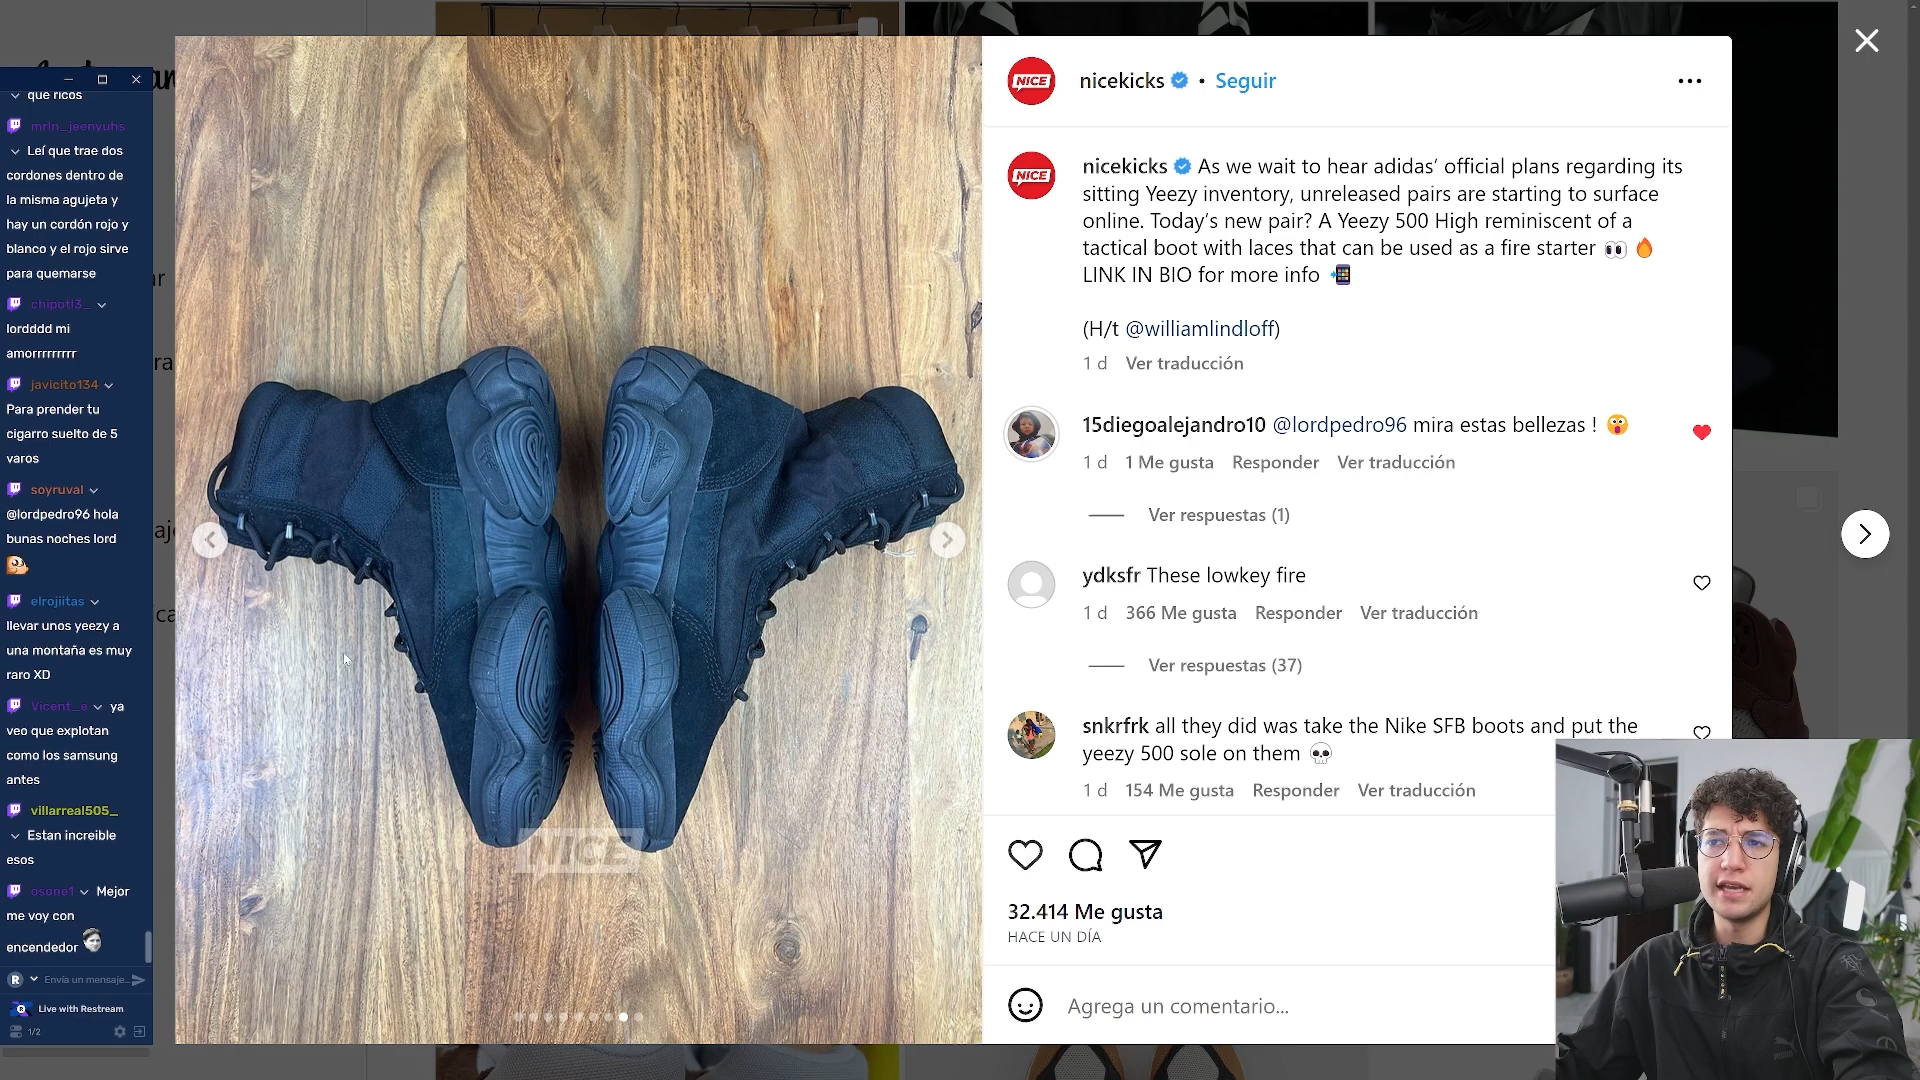 que ricos
mrln_jeenyuhs
Leí que trae dos
cordones dentro de
la misma agujeta y
hay un cordón rojo y
blanco y el rojo sirve
para quemarse
chipotl3_
lordddd mi
amorrrrrrrrr
javicito134
Para prender tu
cigarro suelto de 5
varos
soyruval
@lordpedro96 hola
bunas noches lord
elrojiitas
llevar unos yeezy a
una montaña es muy
raro XD
Vicent_e ya
veo que explotan
como los samsung
antes
villarreal505_
Estan increible
esos
osone1 Mejor
me voy con
encendedor
R Envía un mensaje...
Live with Restream
1/2
NICE
NICE nicekicks • Seguir
NICE nicekicks As we wait to hear adidas‘ official plans regarding its
sitting Yeezy inventory, unreleased pairs are starting to surface
online. Today’s new pair? A Yeezy 500 High reminiscent of a
tactical boot with laces that can be used as a fire starter 👀 🔥
LINK IN BIO for more info 📲
(H/t @williamlindloff)
1 d Ver traducción
15diegoalejandro10 @lordpedro96 mira estas bellezas ! 😲
1 d 1 Me gusta Responder Ver traducción
Ver respuestas (1)
ydksfr These lowkey fire
1 d 366 Me gusta Responder Ver traducción
Ver respuestas (37)
snkrfrk all they did was take the Nike SFB boots and put the
yeezy 500 sole on them 💀
1 d 154 Me gusta Responder Ver traducción
32.414 Me gusta
HACE UN DÍA
Agrega un comentario...